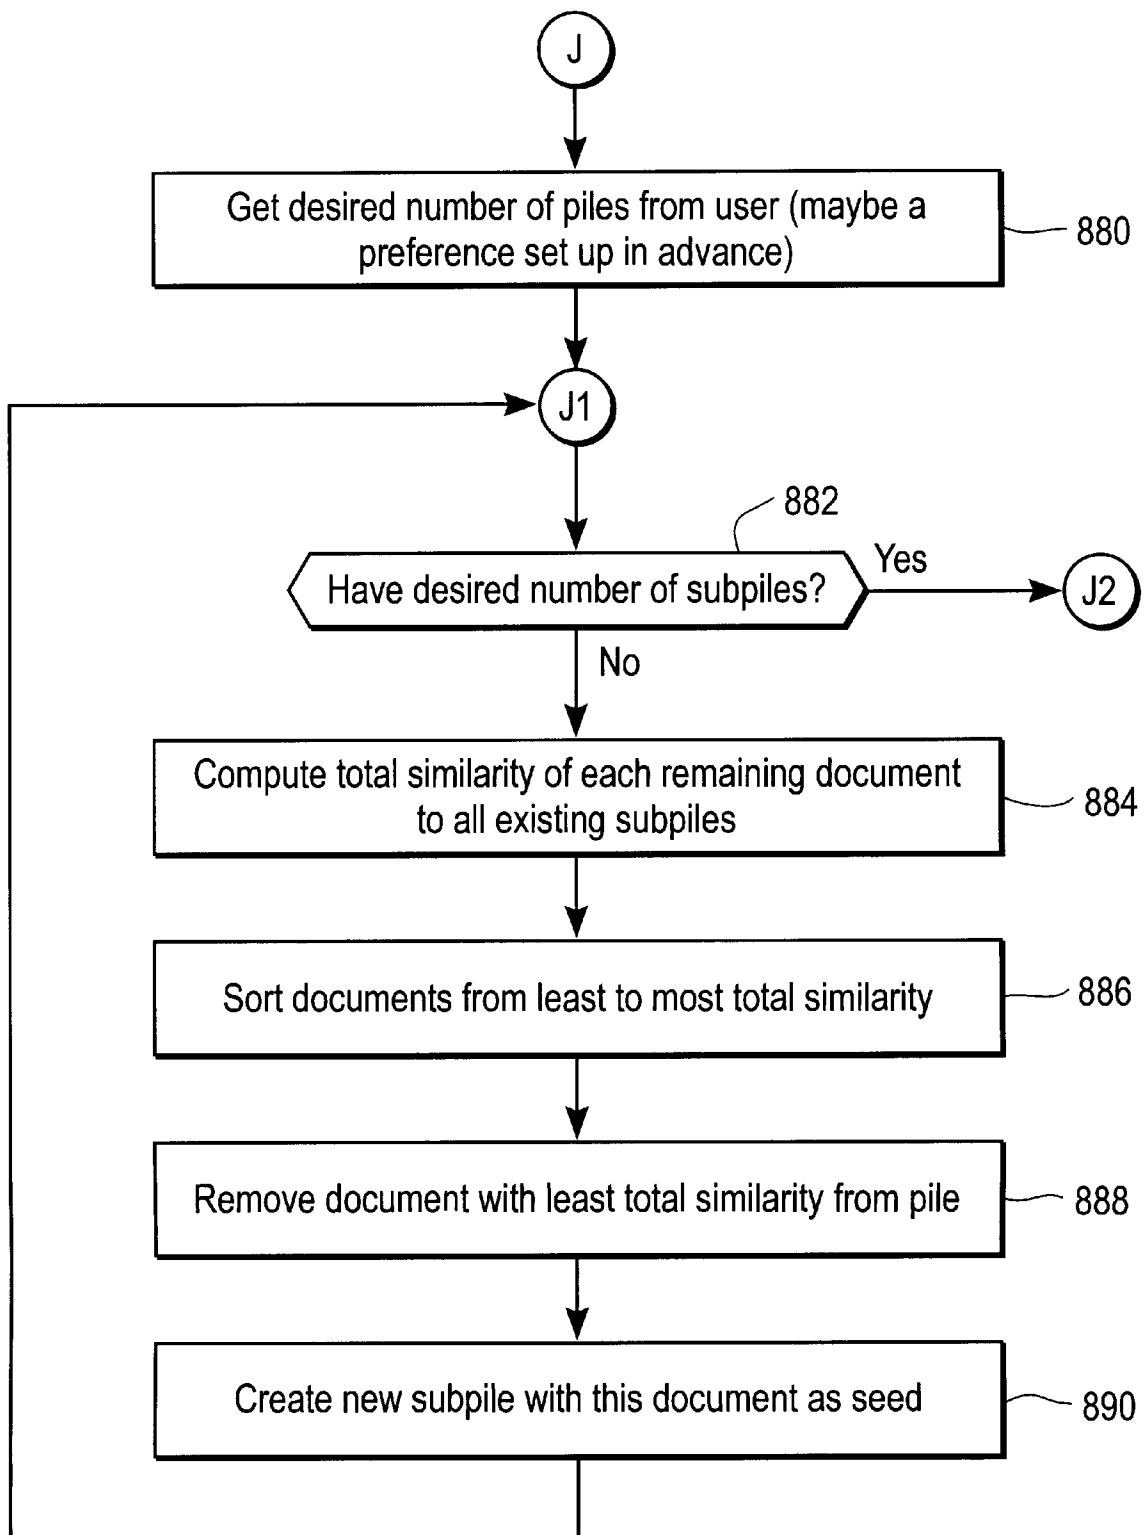 J
Get desired number of piles from user (maybe a
preference set up in advance)
880
J1
882
Have desired number of subpiles?
Yes
J2
No
Compute total similarity of each remaining document
to all existing subpiles
884
Sort documents from least to most total similarity
886
Remove document with least total similarity from pile
888
Create new subpile with this document as seed
890